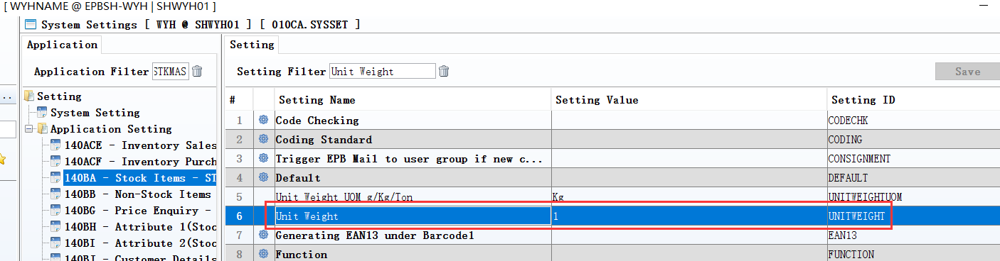 [ WYHNAME @ EPBSH-WYH | SHWYH01 ]
System Settings [ WYH @ SHWYH01 ] [ 010CA.SYSSET ]
Application
Setting
Application Filter STKMAS
Setting Filter Unit Weight
Save
Setting
System Setting
Application Setting
140ACE - Inventory Sales
140ACF - Inventory Purch
140BA - Stock Items - ST
140BB - Non-Stock Items
140BG - Price Enquiry -
140BH - Attribute 1(Stoc
140BI - Attribute 2(Stoc
# Setting Name Setting Value Setting ID
1 Code Checking CODECHK
2 Coding Standard CODING
3 Trigger EPB Mail to user group if new c... CONSIGNMENT
4 Default DEFAULT
5 Unit Weight UOM g/Kg/Ton Kg UNITWEIGHTUOM
6 Unit Weight 1 UNITWEIGHT
7 Generating EAN13 under Barcode1 EAN13
8 Function FUNCTION